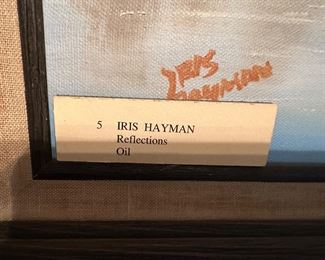 IRIS
HAYMAN
5 IRIS HAYMAN
Reflections
Oil